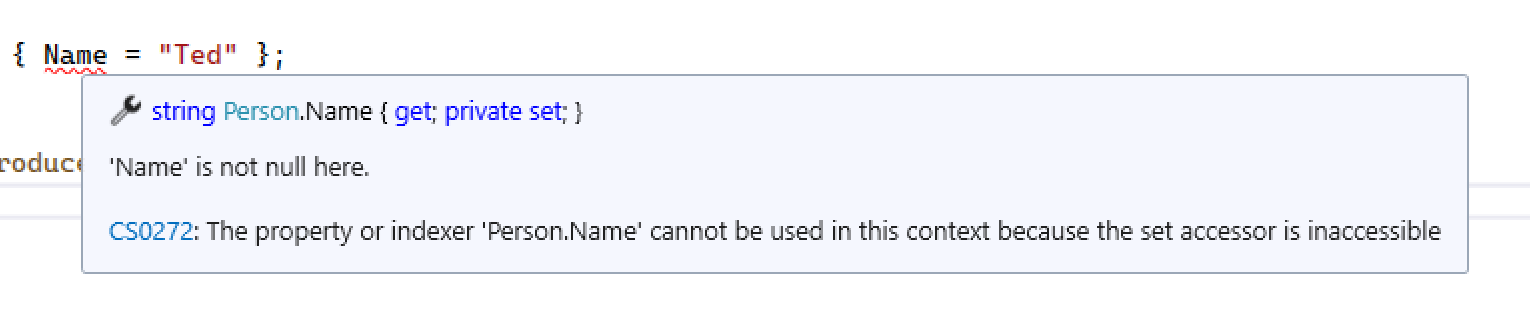 { Name = "Ted" };
string Person.Name { get; private set; }
'Name' is not null here.
roduce
CS0272: The property or indexer 'Person.Name' cannot be used in this context because the set accessor is inaccessible